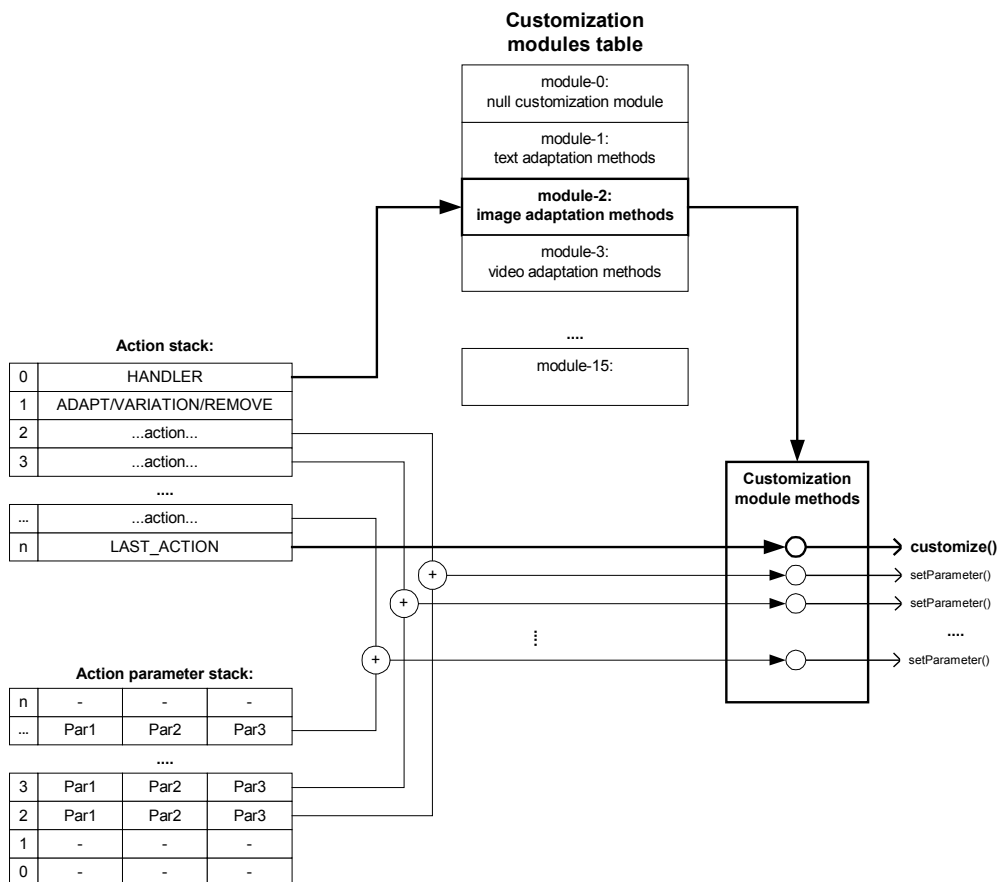 Customization
modules table
module-0:
null customization module
module-1:
text adaptation methods
module-2:
image adaptation methods
module-3:
video adaptation methods
....
module-15:
Action stack:
0 HANDLER
1 ADAPT/VARIATION/REMOVE
2 ...action...
3 ...action...
....
... ...action...
n LAST_ACTION
Customization
module methods
customize()
setParameter()
setParameter()
....
setParameter()
+
+
+
....
Action parameter stack:
n - - -
... Par1 Par2 Par3
....
3 Par1 Par2 Par3
2 Par1 Par2 Par3
1 - - -
0 - - -